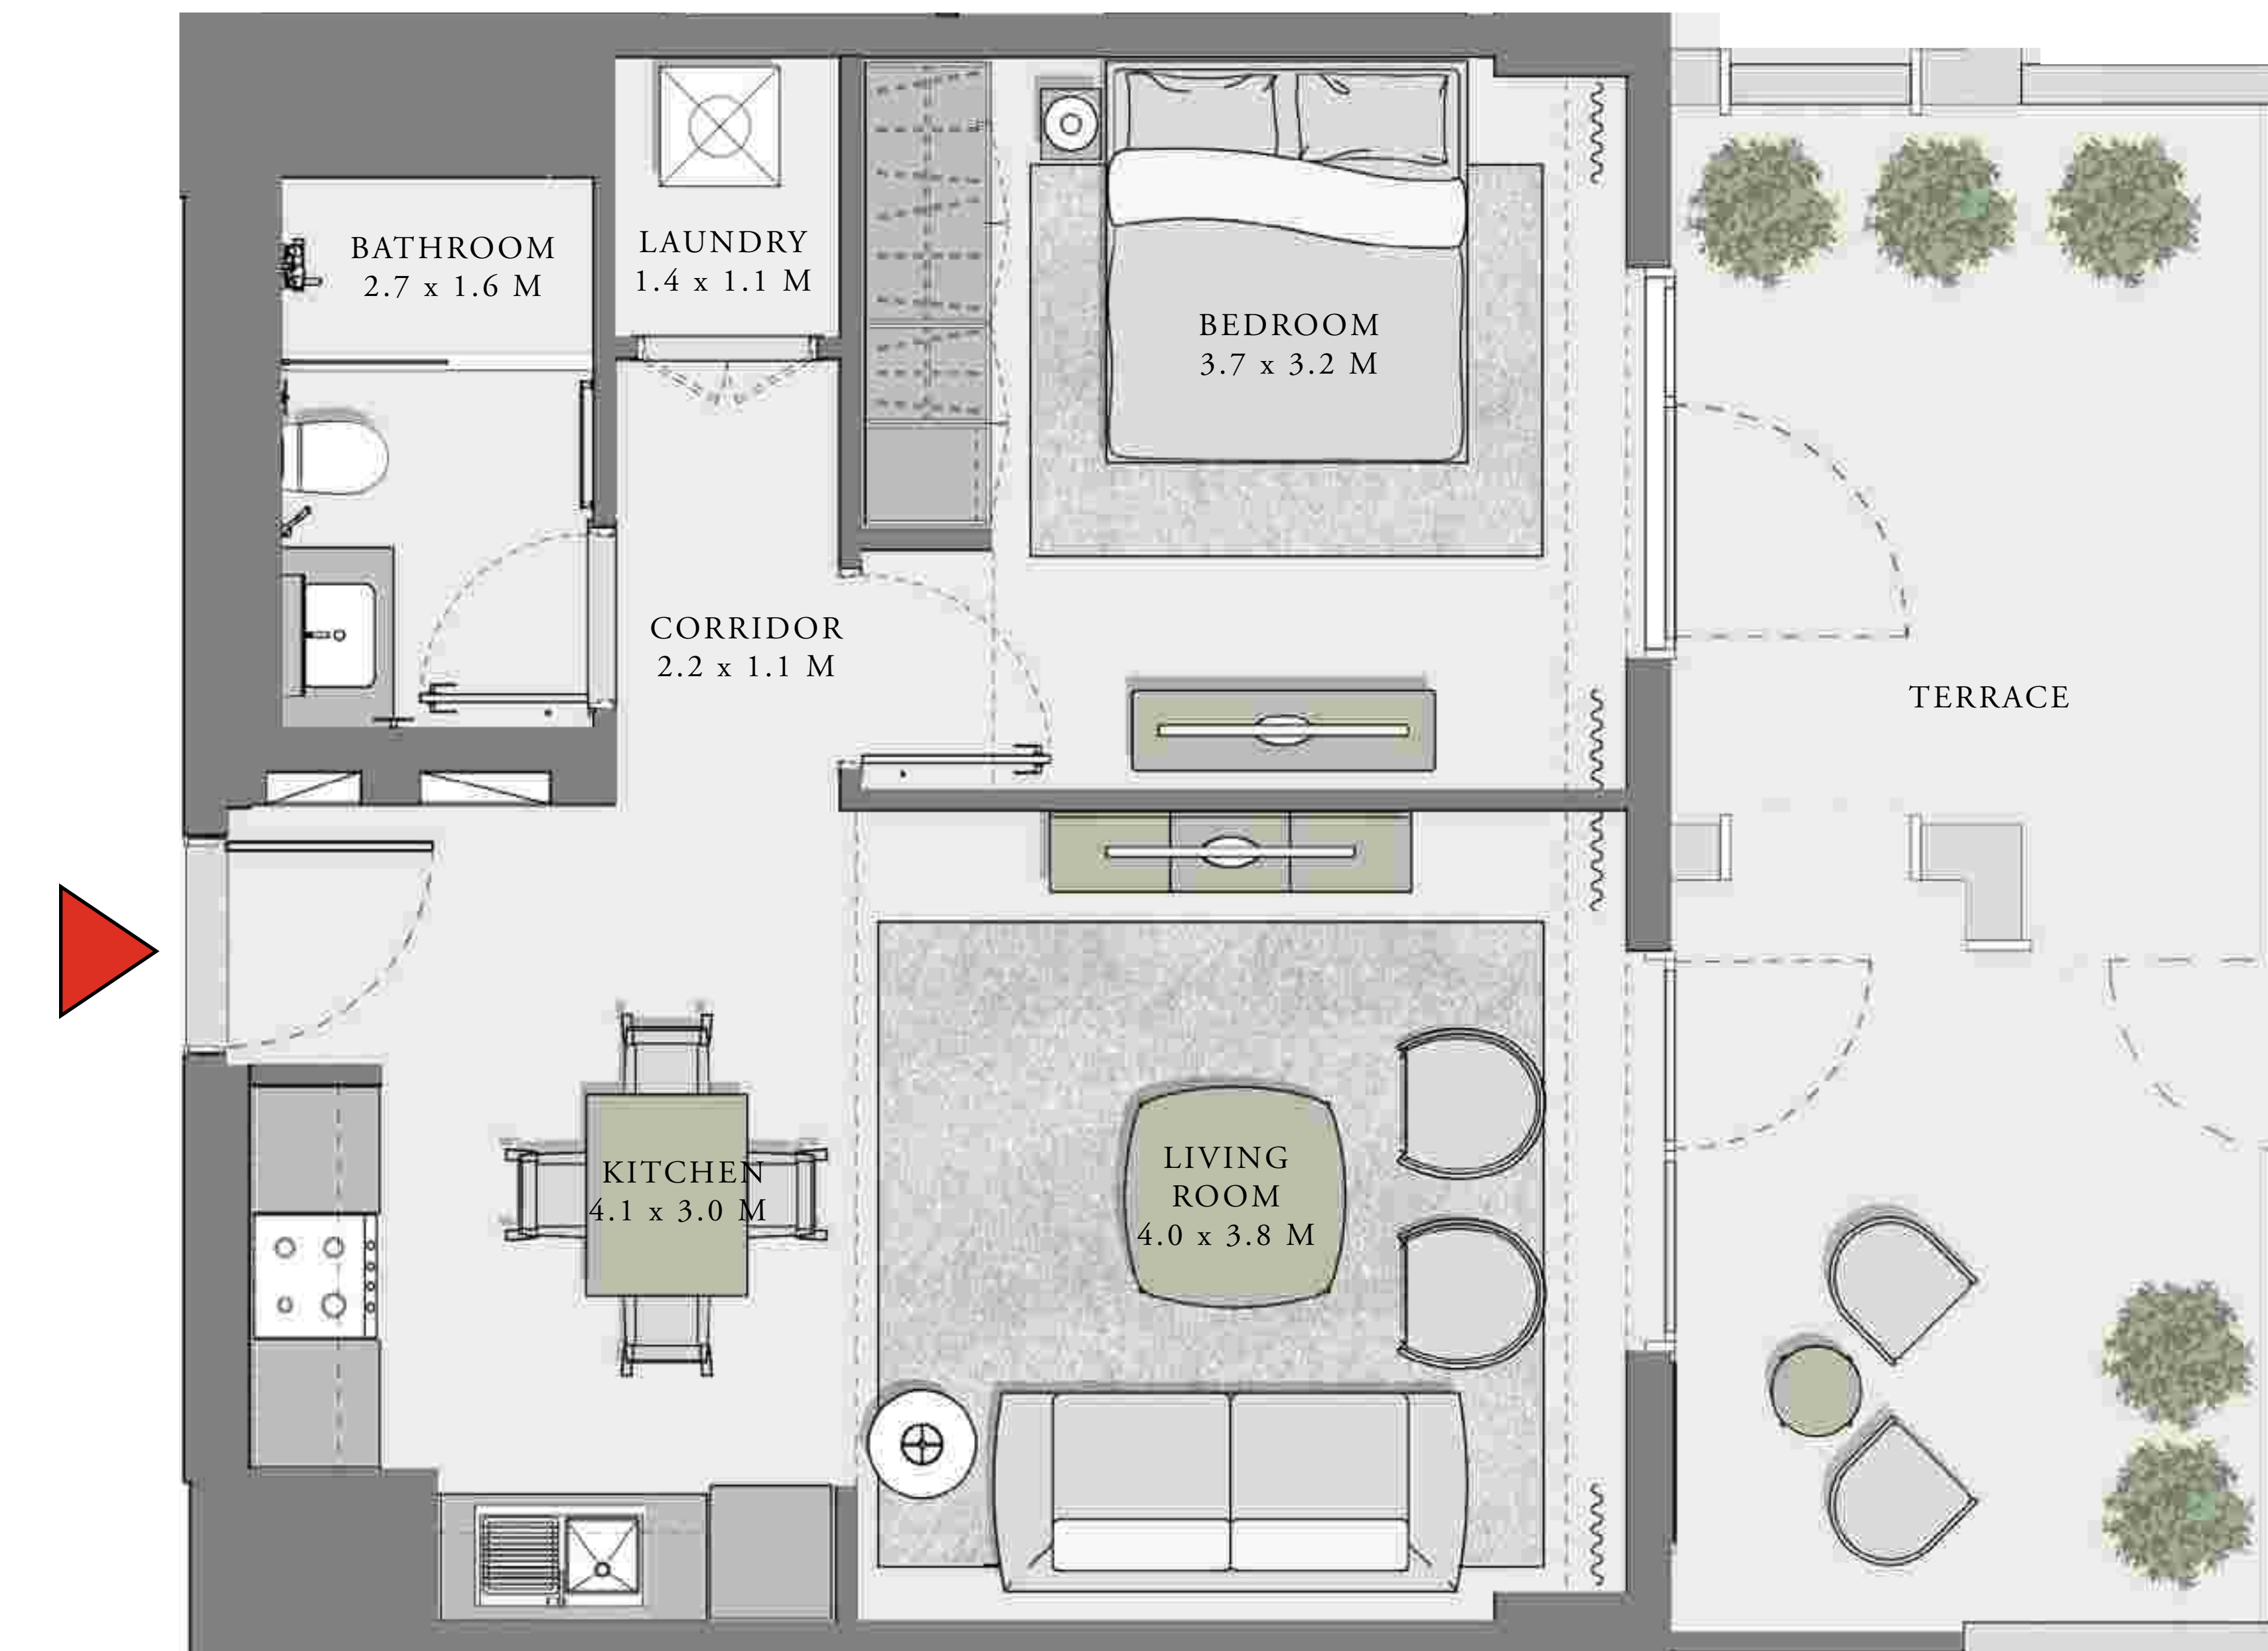 BATHROOM
2.7 x 1.6 M
LAUNDRY
1.4 x 1.1 M
BEDROOM
3.7 x 3.2 M
CORRIDOR
2.2 x 1.1 M
TERRACE
KITCHEN
4.1 x 3.0 M
LIVING
ROOM
4.0 x 3.8 M